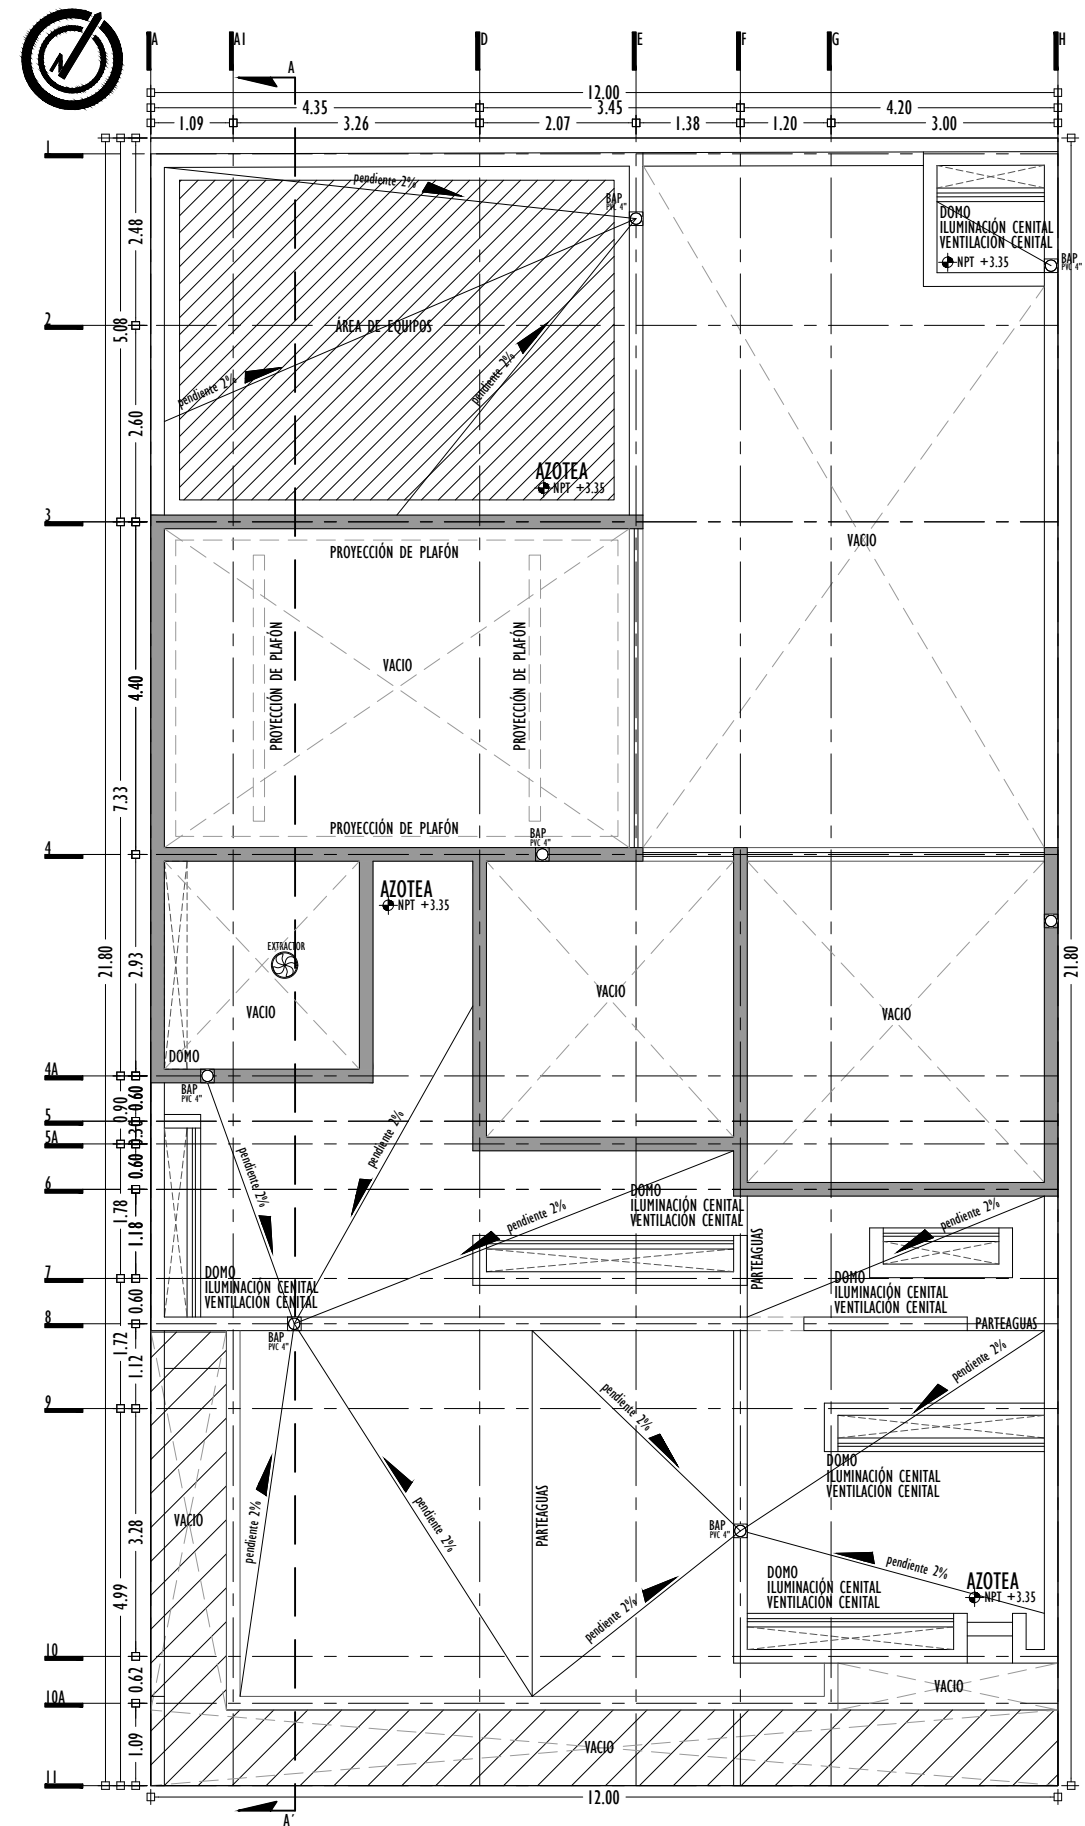 A
A1
D
E
F
G
H
A
12.00
4.35
3.45
4.20
1.09
3.26
2.07
1.38
1.20
3.00
1
pendiente 2%
BAP
PVC 4"
DOMO
ILUMINACIÓN CENITAL
VENTILACIÓN CENITAL
NPT +3.35
BAP
PVC 4"
2.48
2
5.08
ÁREA DE EQUIPOS
pendiente 2%
pendiente 2%
2.60
AZOTEA
NPT +3.35
3
PROYECCIÓN DE PLAFÓN
VACIO
PROYECCIÓN DE PLAFÓN
VACIO
PROYECCIÓN DE PLAFÓN
4.40
7.33
PROYECCIÓN DE PLAFÓN
BAP
PVC 4"
4
AZOTEA
NPT +3.35
EXTRACTOR
21.80
2.93
21.80
VACIO
VACIO
VACIO
DOMO
4A
BAP
PVC 4"
0.90
0.60
5
0.30
5A
pendiente 2%
pendiente 2%
0.60
6
1.78
1.18
DOMO
ILUMINACIÓN CENITAL
VENTILACIÓN CENITAL
pendiente 2%
pendiente 2%
PARTEAGUAS
7
DOMO
ILUMINACIÓN CENITAL
VENTILACIÓN CENITAL
DOMO
ILUMINACIÓN CENITAL
VENTILACIÓN CENITAL
0.60
8
PARTEAGUAS
BAP
PVC 4"
1.72
1.12
pendiente 2%
pendiente 2%
9
DOMO
ILUMINACIÓN CENITAL
VENTILACIÓN CENITAL
VACIO
3.28
pendiente 2%
pendiente 2%
PARTEAGUAS
BAP
PVC 4"
4.99
pendiente 2%
DOMO
ILUMINACIÓN CENITAL
VENTILACIÓN CENITAL
AZOTEA
NPT +3.35
pendiente 2%
10
0.62
10A
VACIO
1.09
VACIO
11
12.00
A´